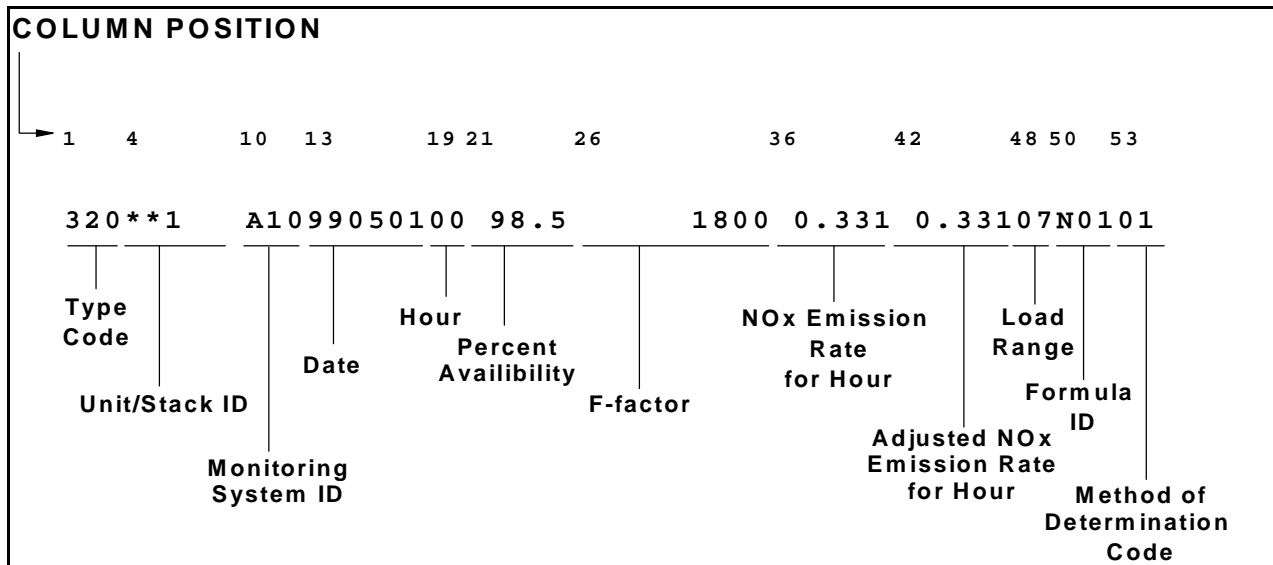 COLUMN POSITION
1 4 10 13 19 21 26 36 42 48 50 53
320**1 A1099050100 98.5 1800 0.331 0.33107N0101
Type
Code
Unit/Stack ID
Monitoring
System ID
Date
Hour
Percent
Availibility
F-factor
NOx Emission
Rate
for Hour
Adjusted NOx
Emission Rate
for Hour
Load
Range
Formula
ID
Method of
Determination
Code